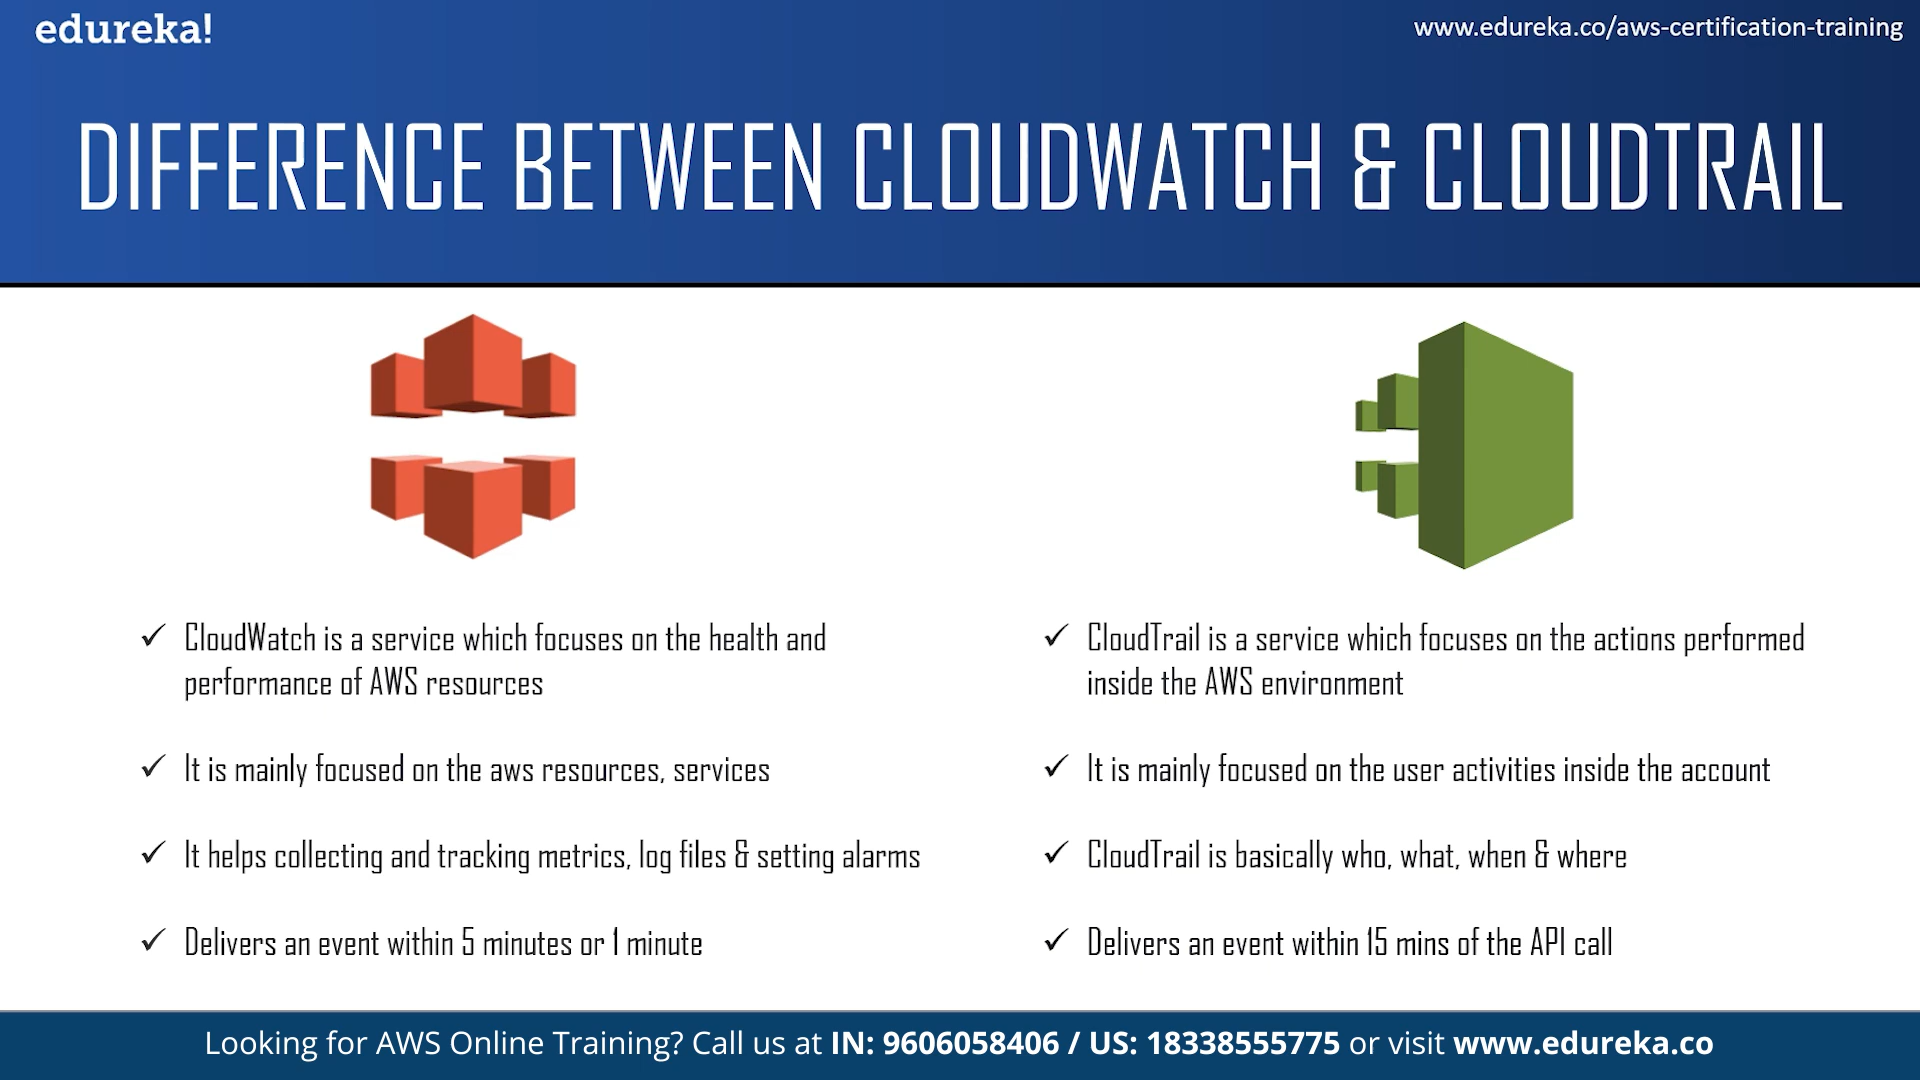 edureka!
www.edureka.co/aws-certification-training
DIFFERENCE BETWEEN CLOUDWATCH & CLOUDTRAIL
✓ CloudWatch is a service which focuses on the health and
performance of AWS resources
✓ It is mainly focused on the aws resources, services
✓ It helps collecting and tracking metrics, log files & setting alarms
✓ Delivers an event within 5 minutes or 1 minute
✓ CloudTrail is a service which focuses on the actions performed
inside the AWS environment
✓ It is mainly focused on the user activities inside the account
✓ CloudTrail is basically who, what, when & where
✓ Delivers an event within 15 mins of the API call
Looking for AWS Online Training? Call us at IN: 9606058406 / US: 18338555775 or visit www.edureka.co